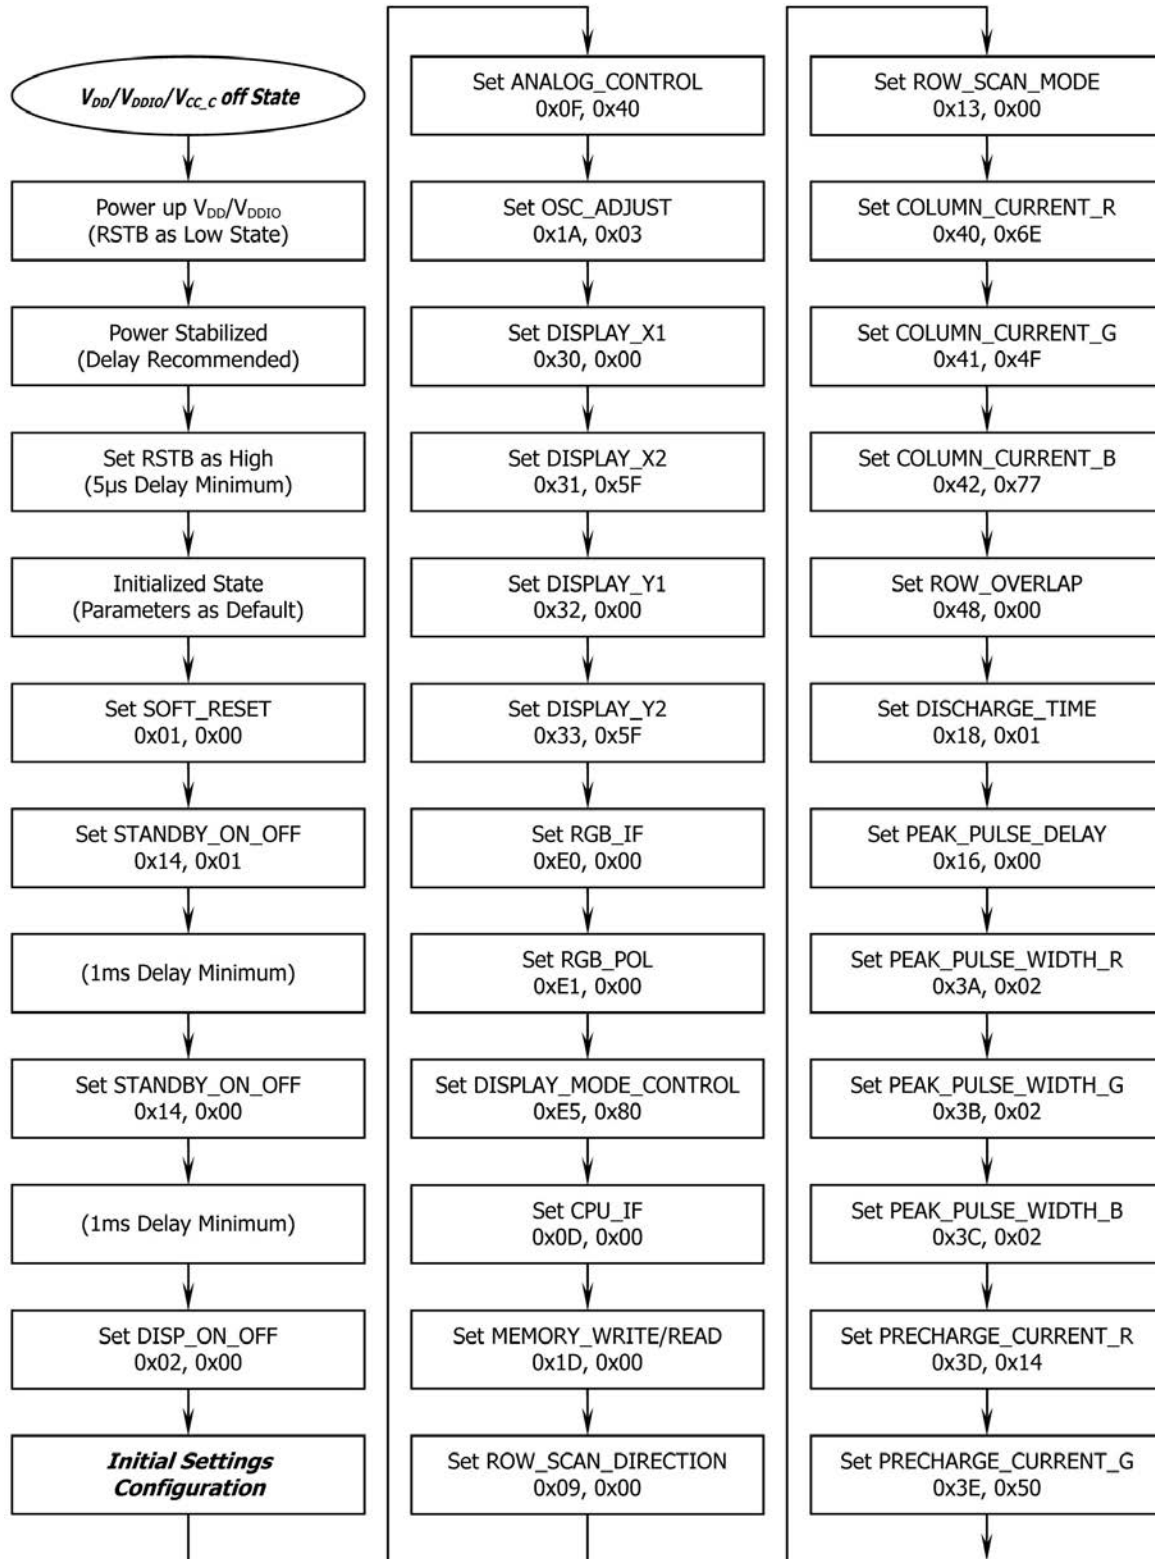 V_DD/V_DDIO/V_CC_C off State
Power up V_DD/V_DDIO
(RSTB as Low State)
Power Stabilized
(Delay Recommended)
Set RSTB as High
(5μs Delay Minimum)
Initialized State
(Parameters as Default)
Set SOFT_RESET
0x01, 0x00
Set STANDBY_ON_OFF
0x14, 0x01
(1ms Delay Minimum)
Set STANDBY_ON_OFF
0x14, 0x00
(1ms Delay Minimum)
Set DISP_ON_OFF
0x02, 0x00
Initial Settings
Configuration
Set ANALOG_CONTROL
0x0F, 0x40
Set OSC_ADJUST
0x1A, 0x03
Set DISPLAY_X1
0x30, 0x00
Set DISPLAY_X2
0x31, 0x5F
Set DISPLAY_Y1
0x32, 0x00
Set DISPLAY_Y2
0x33, 0x5F
Set RGB_IF
0xE0, 0x00
Set RGB_POL
0xE1, 0x00
Set DISPLAY_MODE_CONTROL
0xE5, 0x80
Set CPU_IF
0x0D, 0x00
Set MEMORY_WRITE/READ
0x1D, 0x00
Set ROW_SCAN_DIRECTION
0x09, 0x00
Set ROW_SCAN_MODE
0x13, 0x00
Set COLUMN_CURRENT_R
0x40, 0x6E
Set COLUMN_CURRENT_G
0x41, 0x4F
Set COLUMN_CURRENT_B
0x42, 0x77
Set ROW_OVERLAP
0x48, 0x00
Set DISCHARGE_TIME
0x18, 0x01
Set PEAK_PULSE_DELAY
0x16, 0x00
Set PEAK_PULSE_WIDTH_R
0x3A, 0x02
Set PEAK_PULSE_WIDTH_G
0x3B, 0x02
Set PEAK_PULSE_WIDTH_B
0x3C, 0x02
Set PRECHARGE_CURRENT_R
0x3D, 0x14
Set PRECHARGE_CURRENT_G
0x3E, 0x50